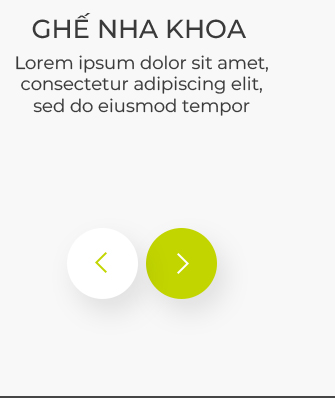 GHẾ NHA KHOA
Lorem ipsum dolor sit amet,
consectetur adipiscing elit,
sed do eiusmod tempor